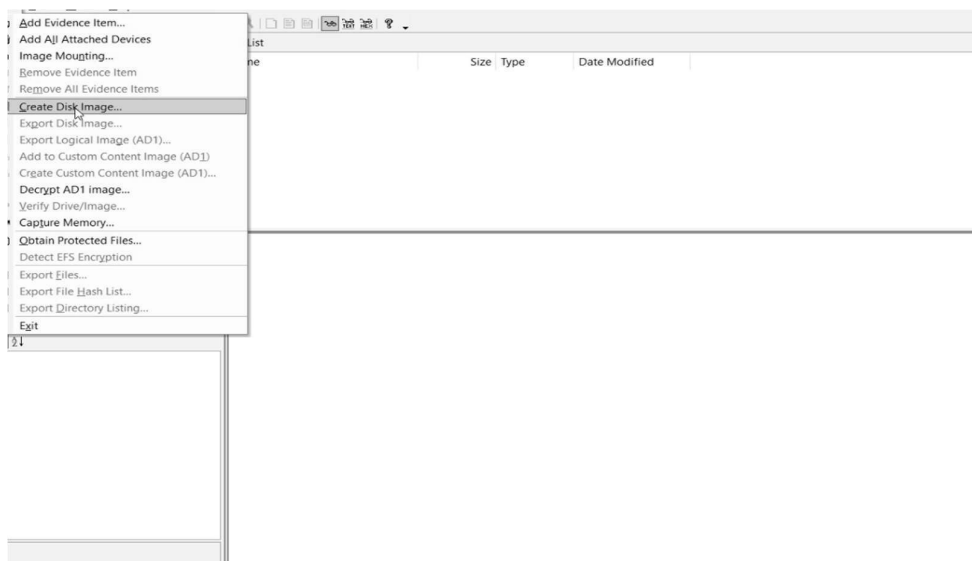 Add Evidence Item...
Add All Attached Devices
List
Image Mounting...
ne Size Type Date Modified
Remove Evidence Item
Remove All Evidence Items
Create Disk Image...
Export Disk Image...
Export Logical Image (AD1)...
Add to Custom Content Image (AD1)
Create Custom Content Image (AD1)...
Decrypt AD1 image...
Verify Drive/Image...
Capture Memory...
Obtain Protected Files...
Detect EFS Encryption
Export Files...
Export File Hash List...
Export Directory Listing...
Exit